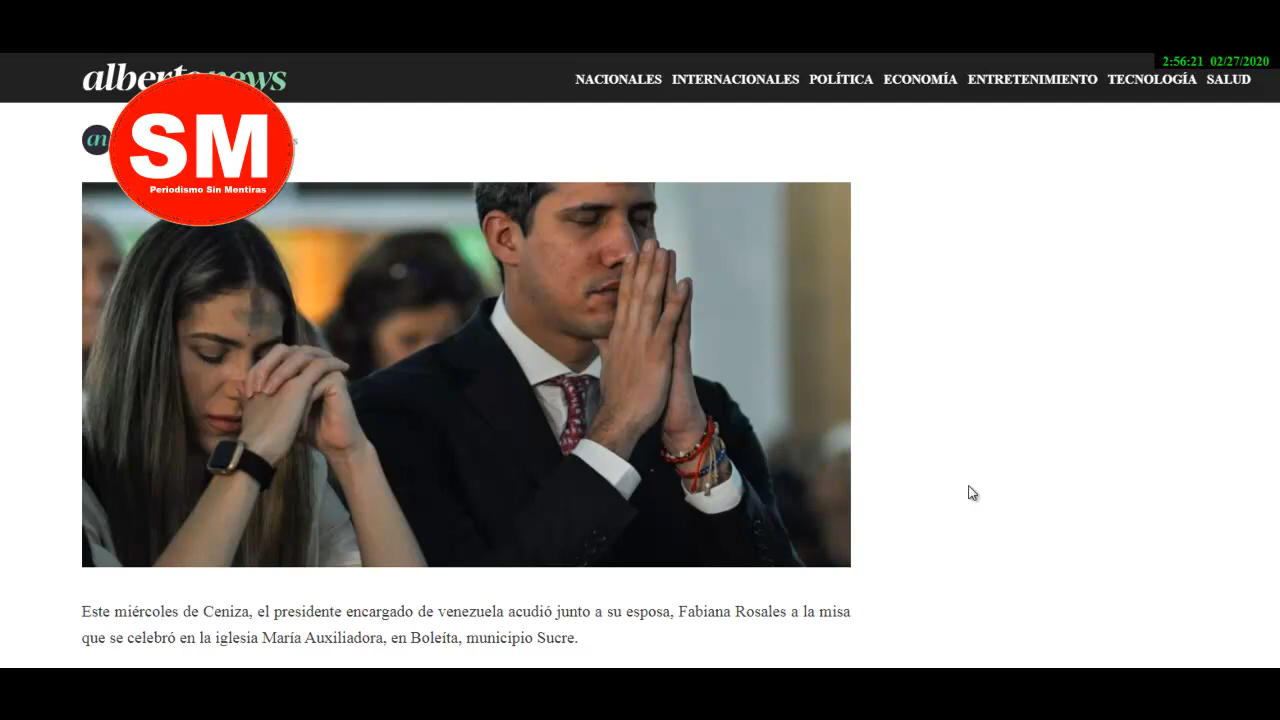 2:56:21 02/27/2020
NACIONALES INTERNACIONALES POLÍTICA ECONOMÍA ENTRETENIMIENTO TECNOLOGÍA SALUD
an
SM
Periodismo Sin Mentiras
Este miércoles de Ceniza, el presidente encargado de venezuela acudió junto a su esposa, Fabiana Rosales a la misa
que se celebró en la iglesia María Auxiliadora, en Boleíta, municipio Sucre.